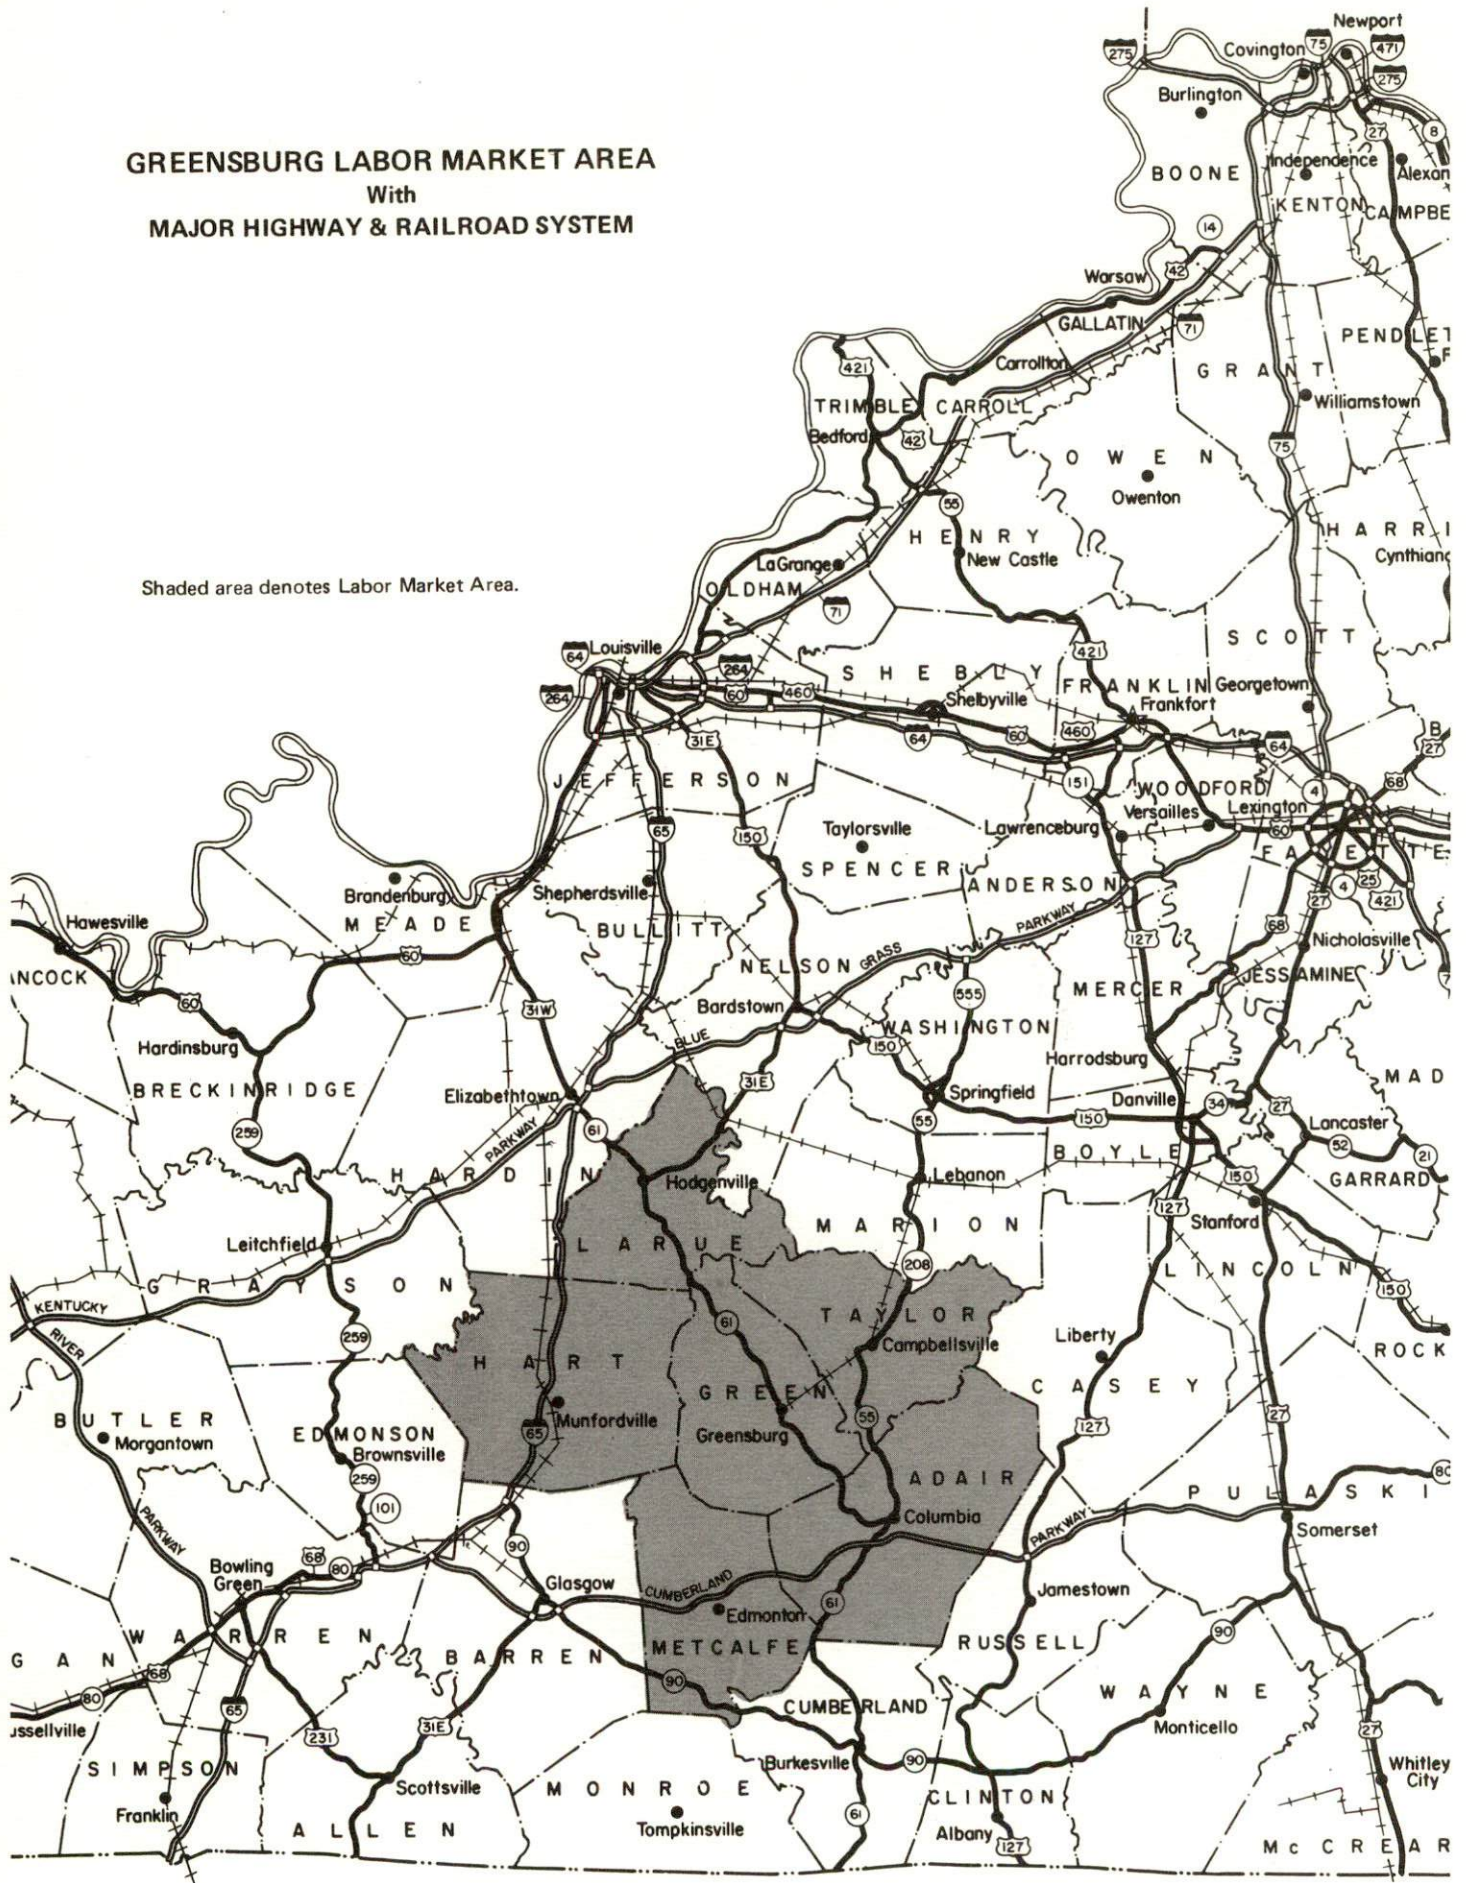 GREENSBURG LABOR MARKET AREA
With
MAJOR HIGHWAY & RAILROAD SYSTEM
Shaded area denotes Labor Market Area.
Newport
275
Covington
75
471
275
Burlington
27
8
BOONE
Independence
Alexan
KENTON
CAMPBE
14
Warsaw
42
GALLATIN
71
PENDLET
F
421
Carrollton
GRANT
TRIMBLE
CARROLL
Williamstown
Bedford
42
75
OWEN
Owenton
55
HENRY
HARRI
LaGrange
New Castle
Cynthiana
OLDHAM
71
SCOTT
64
Louisville
421
264
SHEBLY
FRANKLIN
Georgetown
264
60
460
Shelbyville
Frankfort
31E
64
60
460
64
B
27
JEFFERSON
151
WOODFORD
4
68
65
150
Taylorsville
Lawrenceburg
Versailles
Lexington
60
SPENCER
FAYETTE
Brandenburg
Shepherdsville
ANDERSON
4
25
27
421
Hawesville
MEADE
BULLITT
PARKWAY
127
68
Nicholasville
60
NELSON
GRASS
ANCOCK
60
31W
Bardstown
555
MERCER
JESSAMINE
7
Hardinsburg
BLUE
150
WASHINGTON
Harrodsburg
BRECKINRIDGE
31E
Springfield
MAD
Elizabethtown
Danville
34
27
259
61
55
150
Lancaster
PARKWAY
BOYLE
52
21
HARDIN
Hodgenville
Lebanon
150
GARRARD
127
Stanford
Leitchfield
LARUE
MARION
GRAYSON
208
LINCOLN
150
KENTUCKY
61
TAYLOR
RIVER
259
Campbellsville
Liberty
ROCK
HART
GREEN
CASEY
BUTLER
Munfordville
55
27
Morgantown
EDMONSON
65
Greensburg
127
Brownsville
259
ADAIR
80
101
PULASKI
PARKWAY
Columbia
PARKWAY
Somerset
90
68
Bowling
Green
80
Glasgow
CUMBERLAND
Jamestown
61
Edmonton
WARREN
90
GAN
BARREN
METCALFE
RUSSELL
68
90
80
65
CUMBERLAND
WAYNE
ussellville
31E
Monticello
231
27
SIMPSON
Burkesville
90
Whitley
City
Scottsville
MONROE
CLINTON
Franklin
61
ALLEN
Tompkinsville
Albany
127
McCREAR